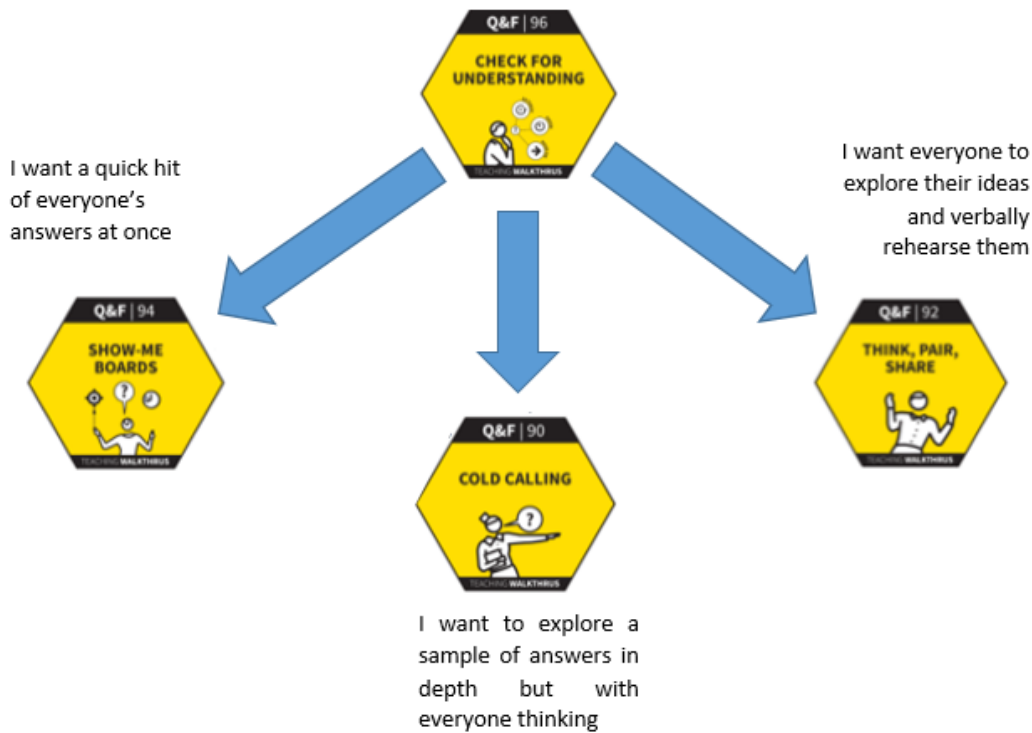 Q&F | 96
CHECK FOR
UNDERSTANDING
TEACHING WALKTHRUS
I want a quick hit
of everyone's
answers at once
I want everyone to
explore their ideas
and verbally
rehearse them
Q&F | 94
SHOW-ME
BOARDS
?
TEACHING WALKTHRUS
Q&F | 92
THINK, PAIR,
SHARE
TEACHING WALKTHRUS
Q&F | 90
COLD CALLING
?
TEACHING WALKTHRUS
I want to explore a
sample of answers in
depth but with
everyone thinking